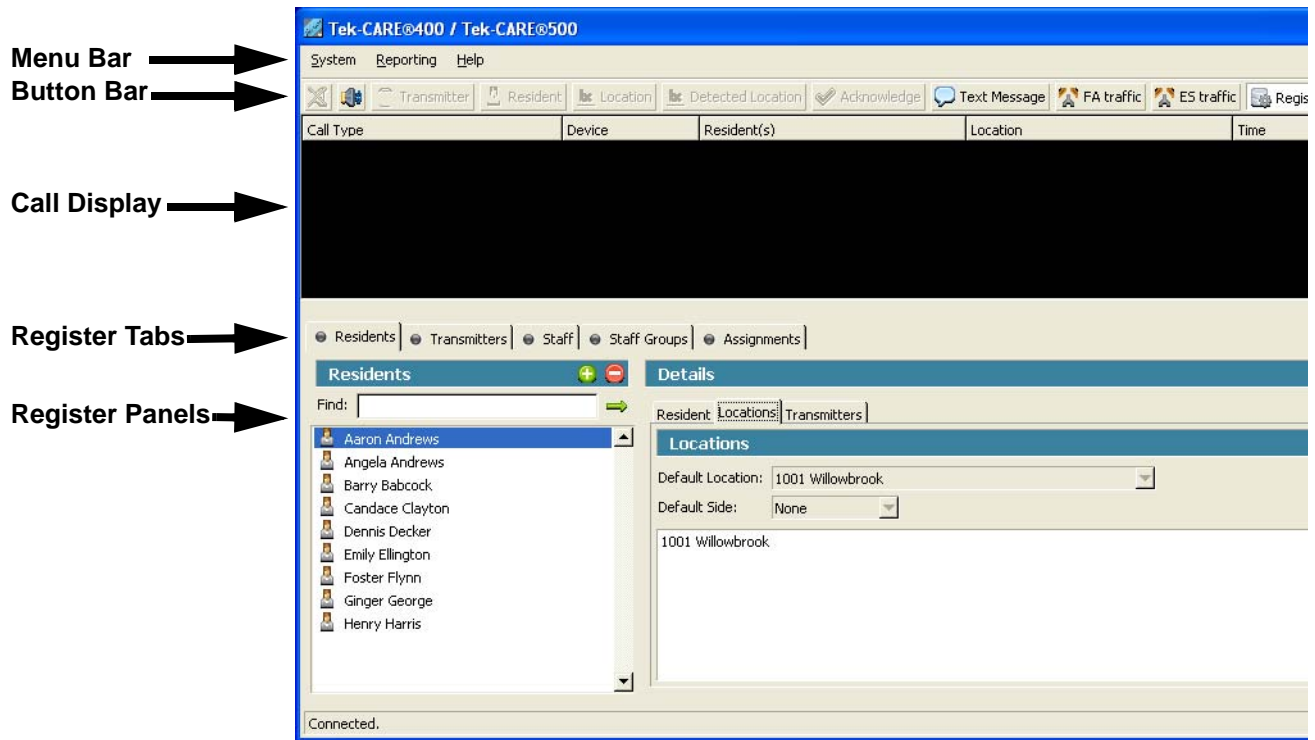 Tek-CARE®400 / Tek-CARE®500
Menu Bar
System Reporting Help
Button Bar
Transmitter Resident Location Detected Location Acknowledge Text Message FA traffic ES traffic Regis
Call Type Device Resident(s) Location Time
Call Display
Register Tabs
Residents Transmitters Staff Staff Groups Assignments
Residents Details
Register Panels
Find:
Resident Locations Transmitters
Aaron Andrews
Locations
Angela Andrews
Default Location: 1001 Willowbrook
Barry Babcock
Candace Clayton
Default Side: None
Dennis Decker
1001 Willowbrook
Emily Ellington
Foster Flynn
Ginger George
Henry Harris
Connected.